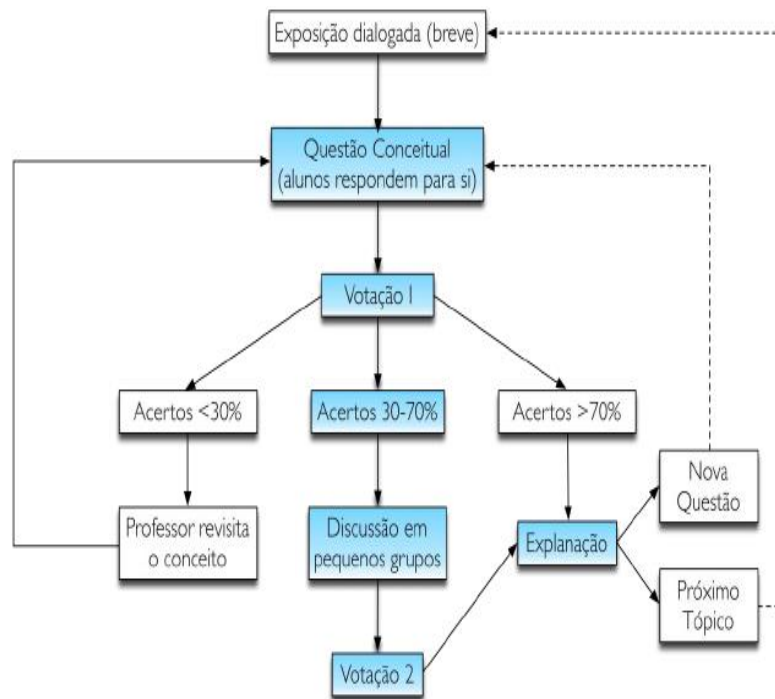 Exposição dialogada (breve)
Questão Conceitual
(alunos respondem para si)
Votação 1
Acertos <30%
Acertos 30-70%
Acertos >70%
Professor revisita
o conceito
Discussão em
pequenos grupos
Explanação
Nova
Questão
Próximo
Tópico
Votação 2